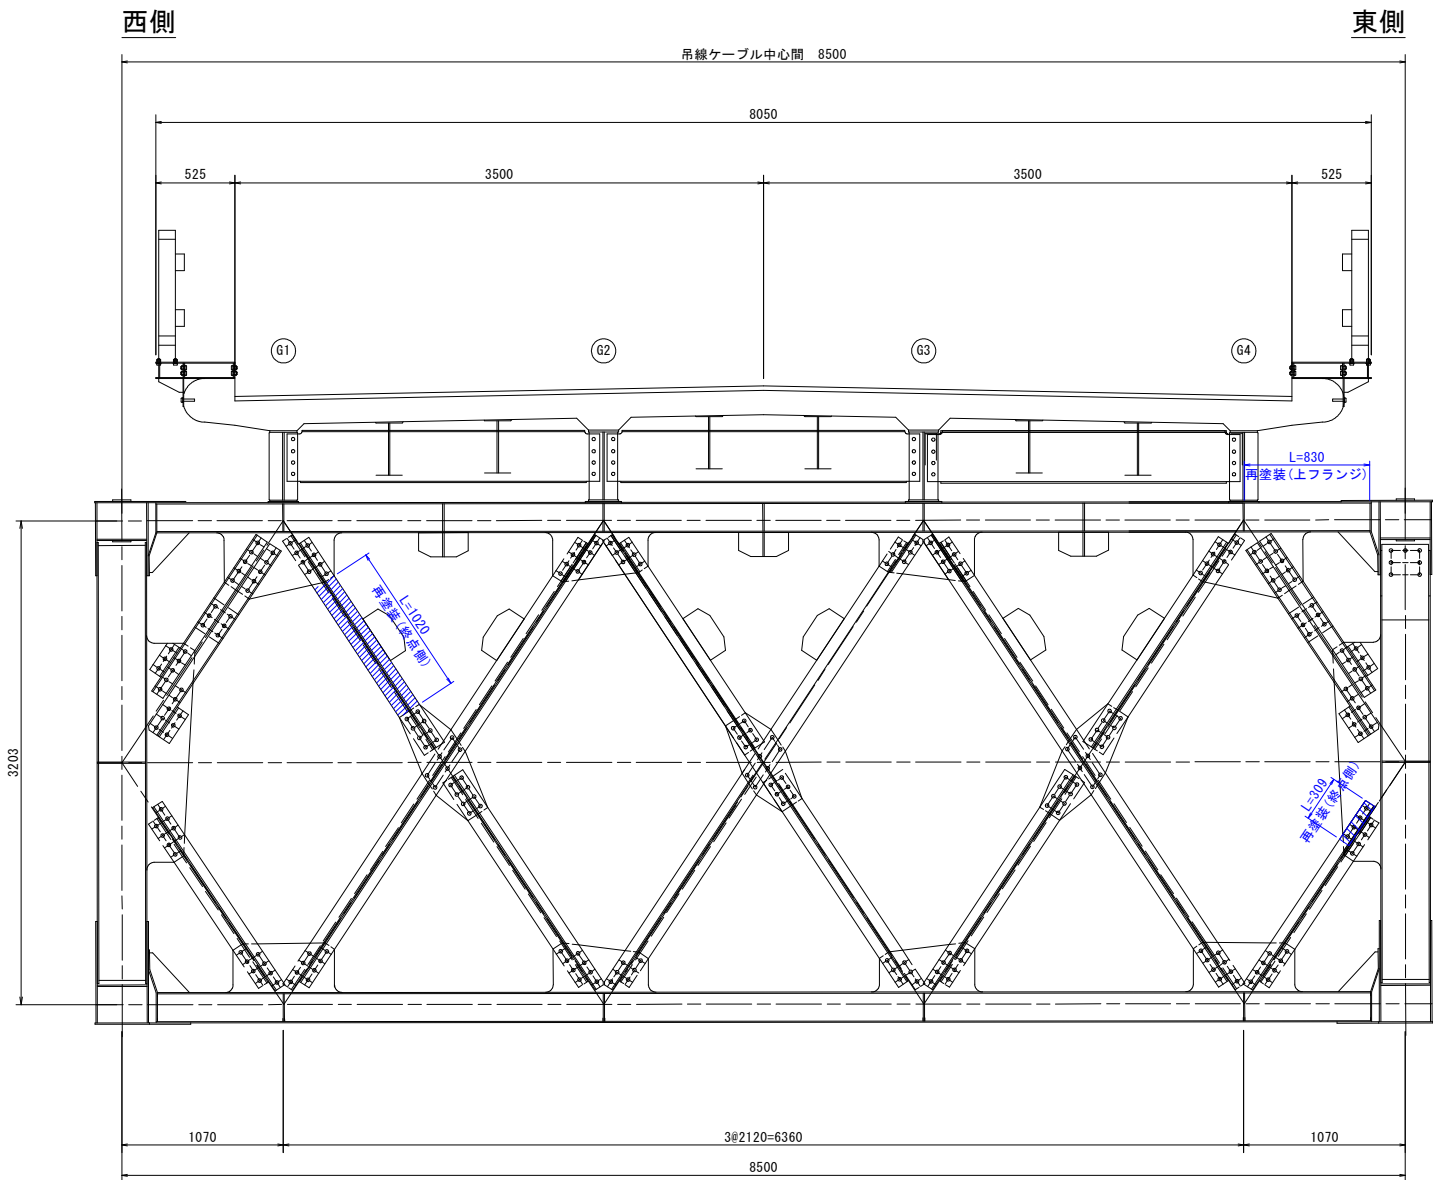 西側
東側
吊線ケーブル中心間 8500
8050
525
3500
3500
525
G1
G2
G3
G4
L=830
再塗装(上フランジ)
L=1020
再塗装(終点側)
3203
L=309
再塗装(終点側)
1070
3@2120=6360
1070
8500